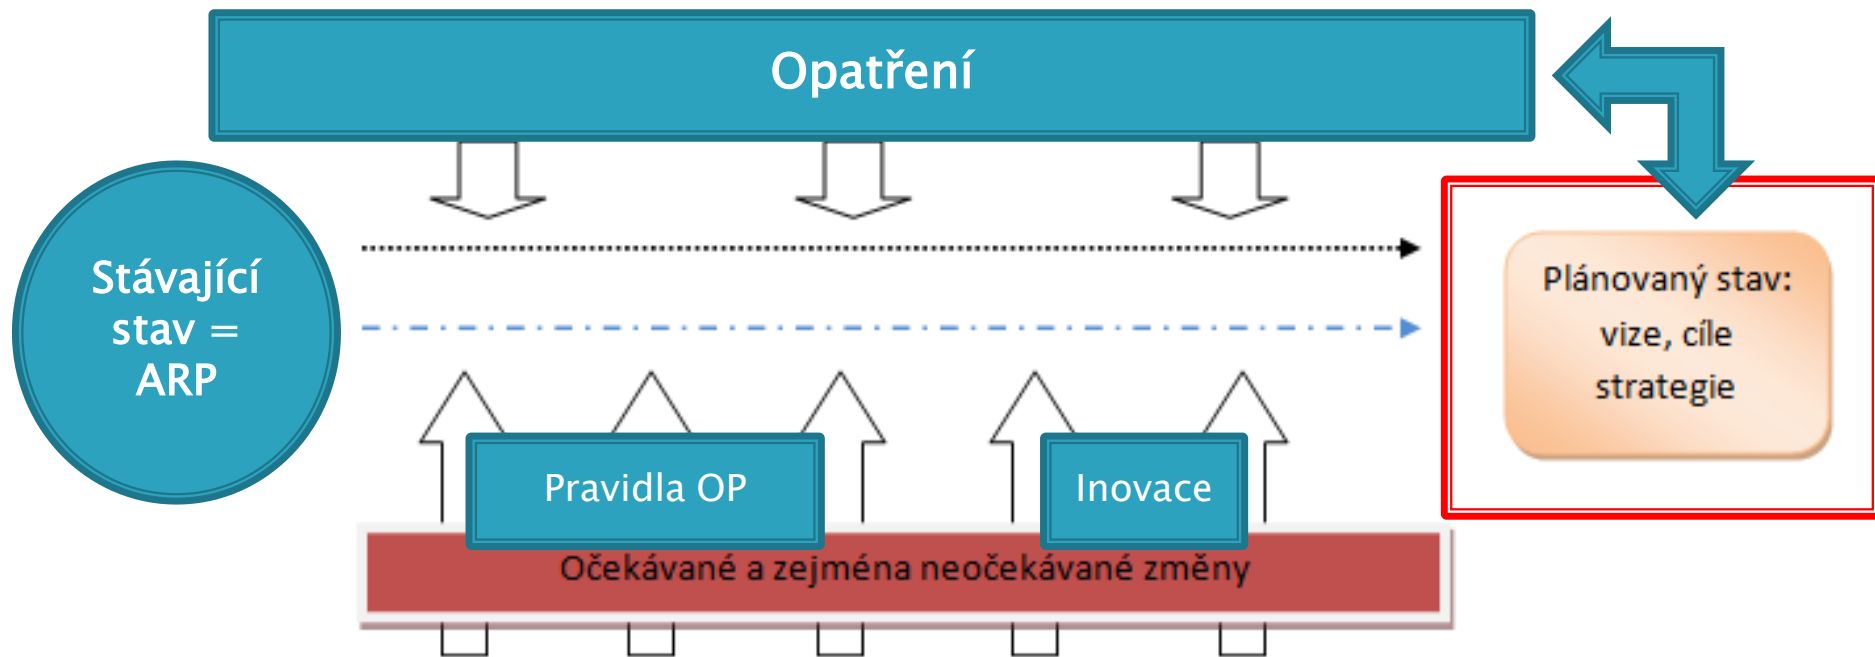 Opatření
Stávající
stav =
ARP
Plánovaný stav:
vize, cíle
strategie
Pravidla OP
Inovace
Očekávané a zejména neočekávané změny